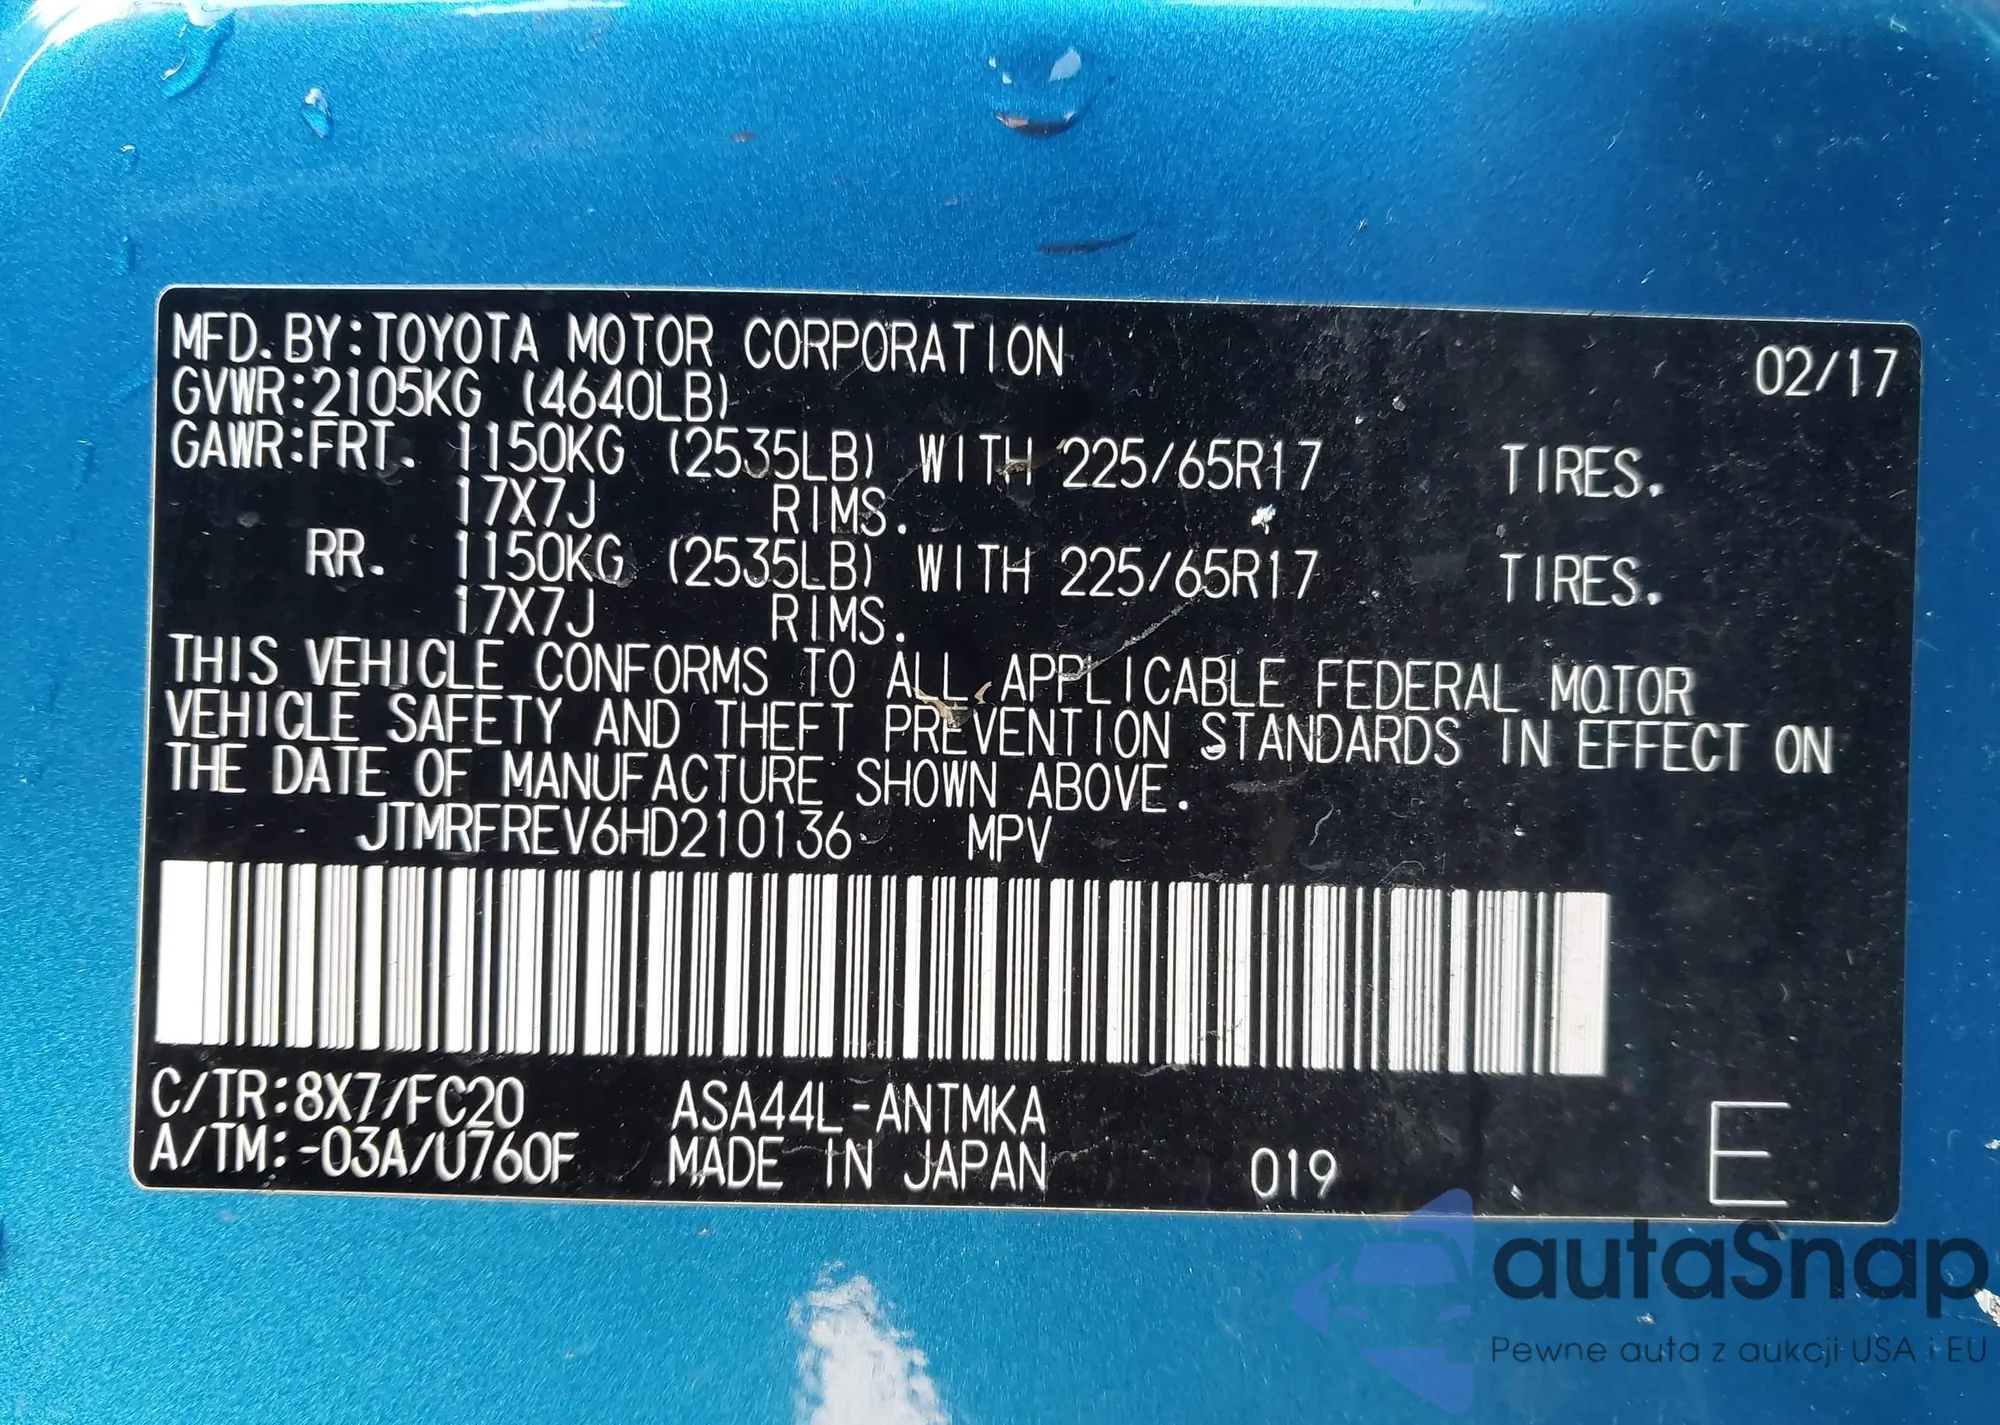 MFD.BY:TOYOTA MOTOR CORPORATION 02/17
GVWR:2105KG (4640LB)
GAWR:FRT. 1150KG (2535LB) WITH 225/65R17 TIRES.
17X7J RIMS.
RR. 1150KG (2535LB) WITH 225/65R17 TIRES.
17X7J RIMS.
THIS VEHICLE CONFORMS TO ALL APPLICABLE FEDERAL MOTOR
VEHICLE SAFETY AND THEFT PREVENTION STANDARDS IN EFFECT ON
THE DATE OF MANUFACTURE SHOWN ABOVE.
JTMRFREV6HD210136 MPV
C/TR:8X7/FC20 ASA44L-ANTMKA
A/TM:-03A/U760F MADE IN JAPAN 019 E
autaSnap
Pewne auta z aukcji USA i EU